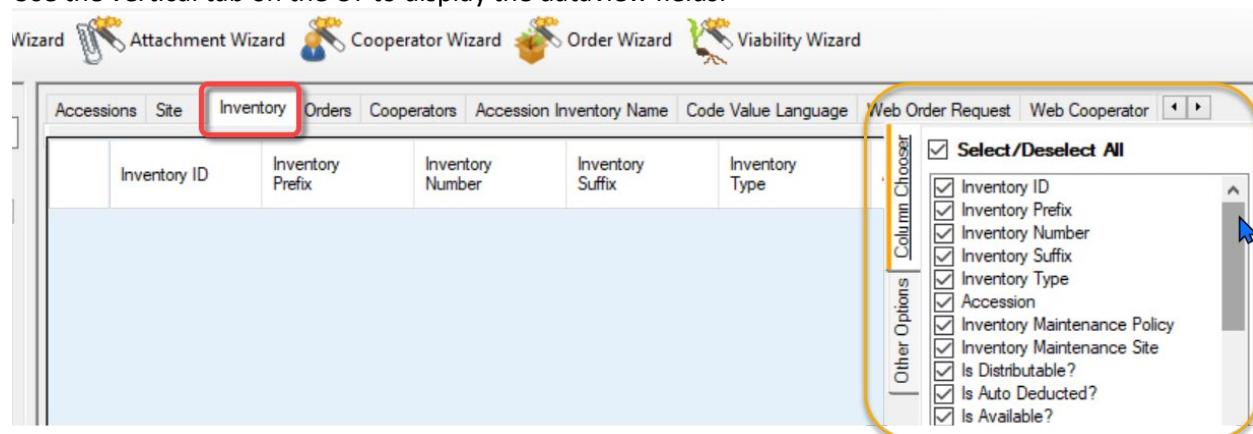 Wizard Attachment Wizard Cooperator Wizard Order Wizard Viability Wizard
Accessions Site Inventory Orders Cooperators Accession Inventory Name Code Value Language Web Order Request Web Cooperator
Inventory ID
Inventory
Prefix
Inventory
Number
Inventory
Suffix
Inventory
Type
Column Chooser
Other Options
Select/Deselect All
Inventory ID
Inventory Prefix
Inventory Number
Inventory Suffix
Inventory Type
Accession
Inventory Maintenance Policy
Inventory Maintenance Site
Is Distributable?
Is Auto Deducted?
Is Available?